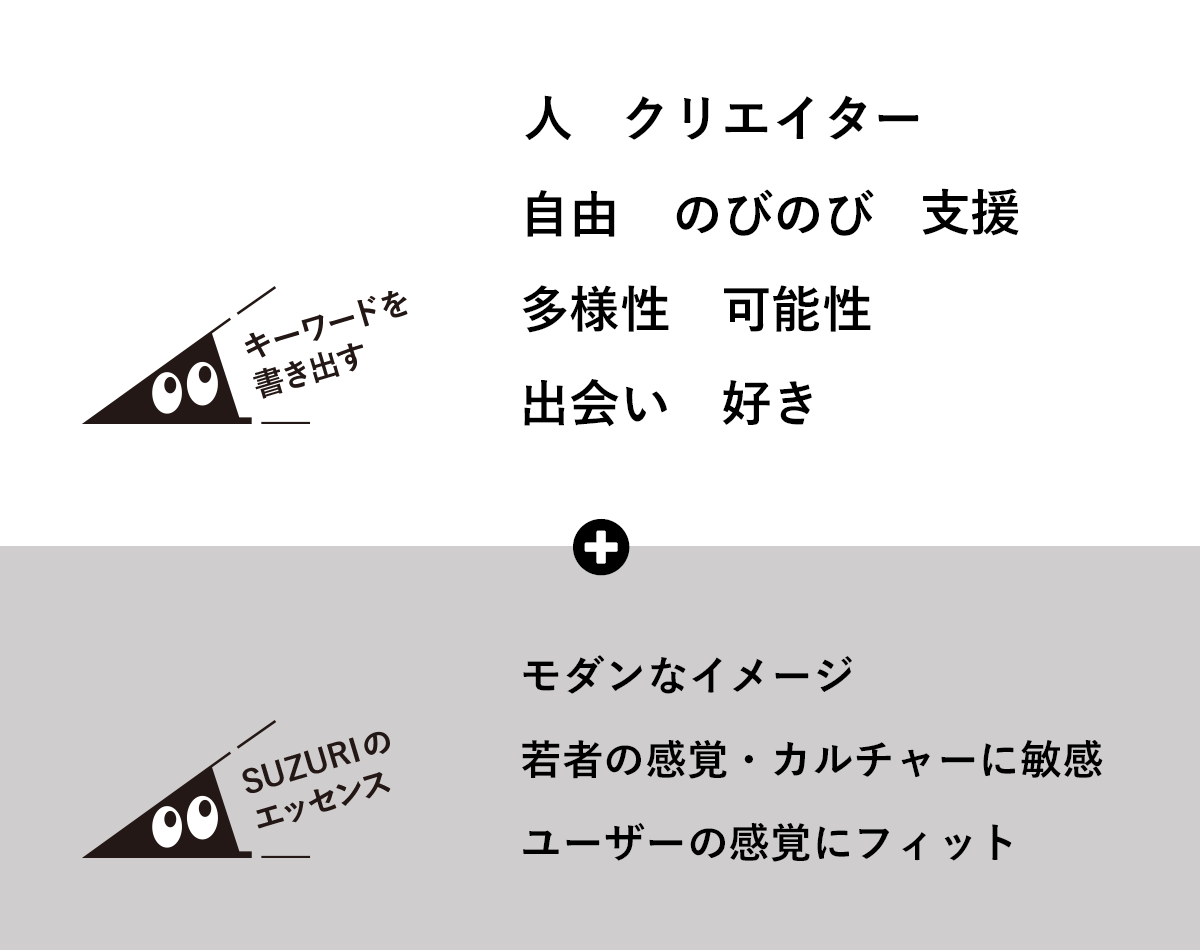 人　クリエイター
自由　のびのび　支援
多様性　可能性
出会い　好き
キーワードを
書き出す
モダンなイメージ
若者の感覚・カルチャーに敏感
ユーザーの感覚にフィット
SUZURIの
エッセンス